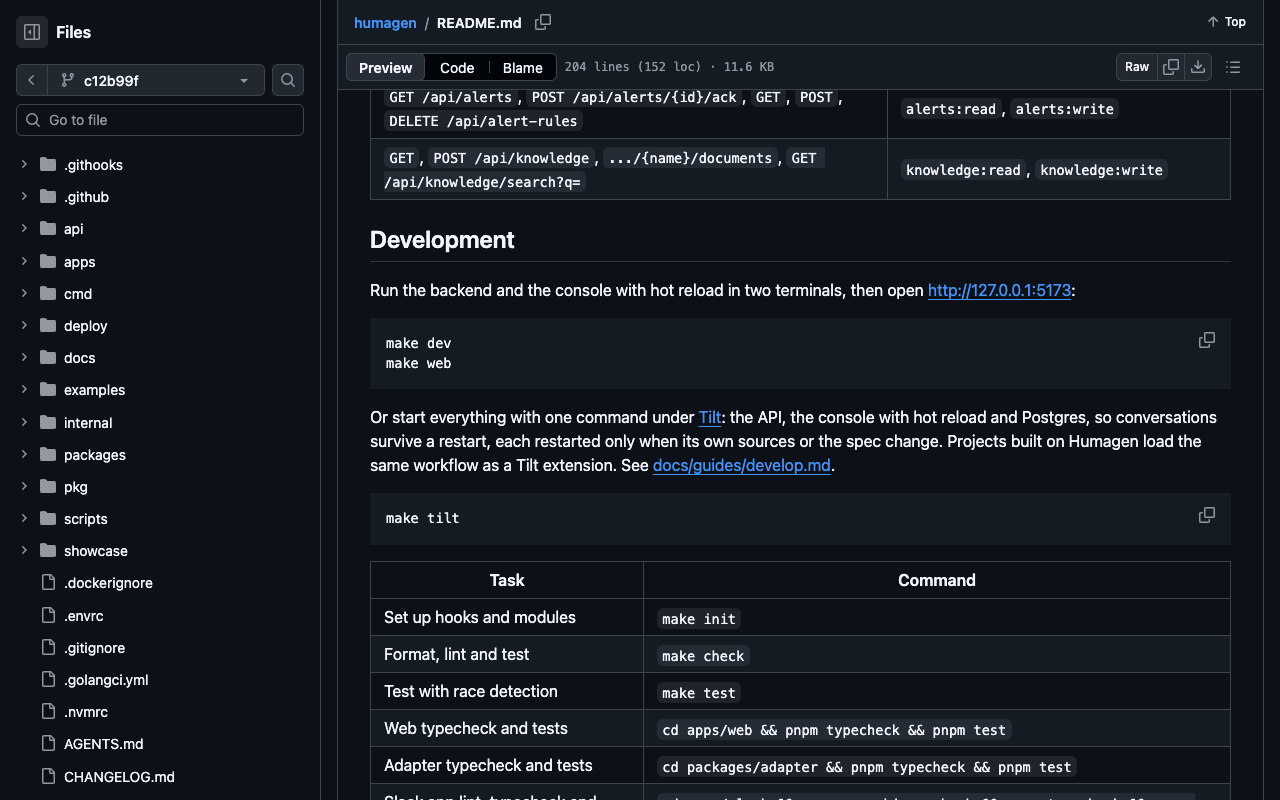 Files
c12b99f
Go to file
.githooks
.github
api
apps
cmd
deploy
docs
examples
internal
packages
pkg
scripts
showcase
.dockerignore
.envrc
.gitignore
.golangci.yml
.nvmrc
AGENTS.md
CHANGELOG.md
humagen / README.md
Top
Preview Code Blame 204 lines (152 loc) · 11.6 KB
Raw
GET /api/alerts, POST /api/alerts/{id}/ack, GET, POST,
DELETE /api/alert-rules
alerts:read, alerts:write
GET, POST /api/knowledge, .../{name}/documents, GET
/api/knowledge/search?q=
knowledge:read, knowledge:write
Development
Run the backend and the console with hot reload in two terminals, then open http://127.0.0.1:5173:
make dev
make web
Or start everything with one command under Tilt: the API, the console with hot reload and Postgres, so conversations
survive a restart, each restarted only when its own sources or the spec change. Projects built on Humagen load the
same workflow as a Tilt extension. See docs/guides/develop.md.
make tilt
Task Command
Set up hooks and modules make init
Format, lint and test make check
Test with race detection make test
Web typecheck and tests cd apps/web && pnpm typecheck && pnpm test
Adapter typecheck and tests cd packages/adapter && pnpm typecheck && pnpm test